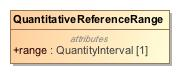 QuantitativeReferenceRange
attributes
+range : QuantityInterval [1]